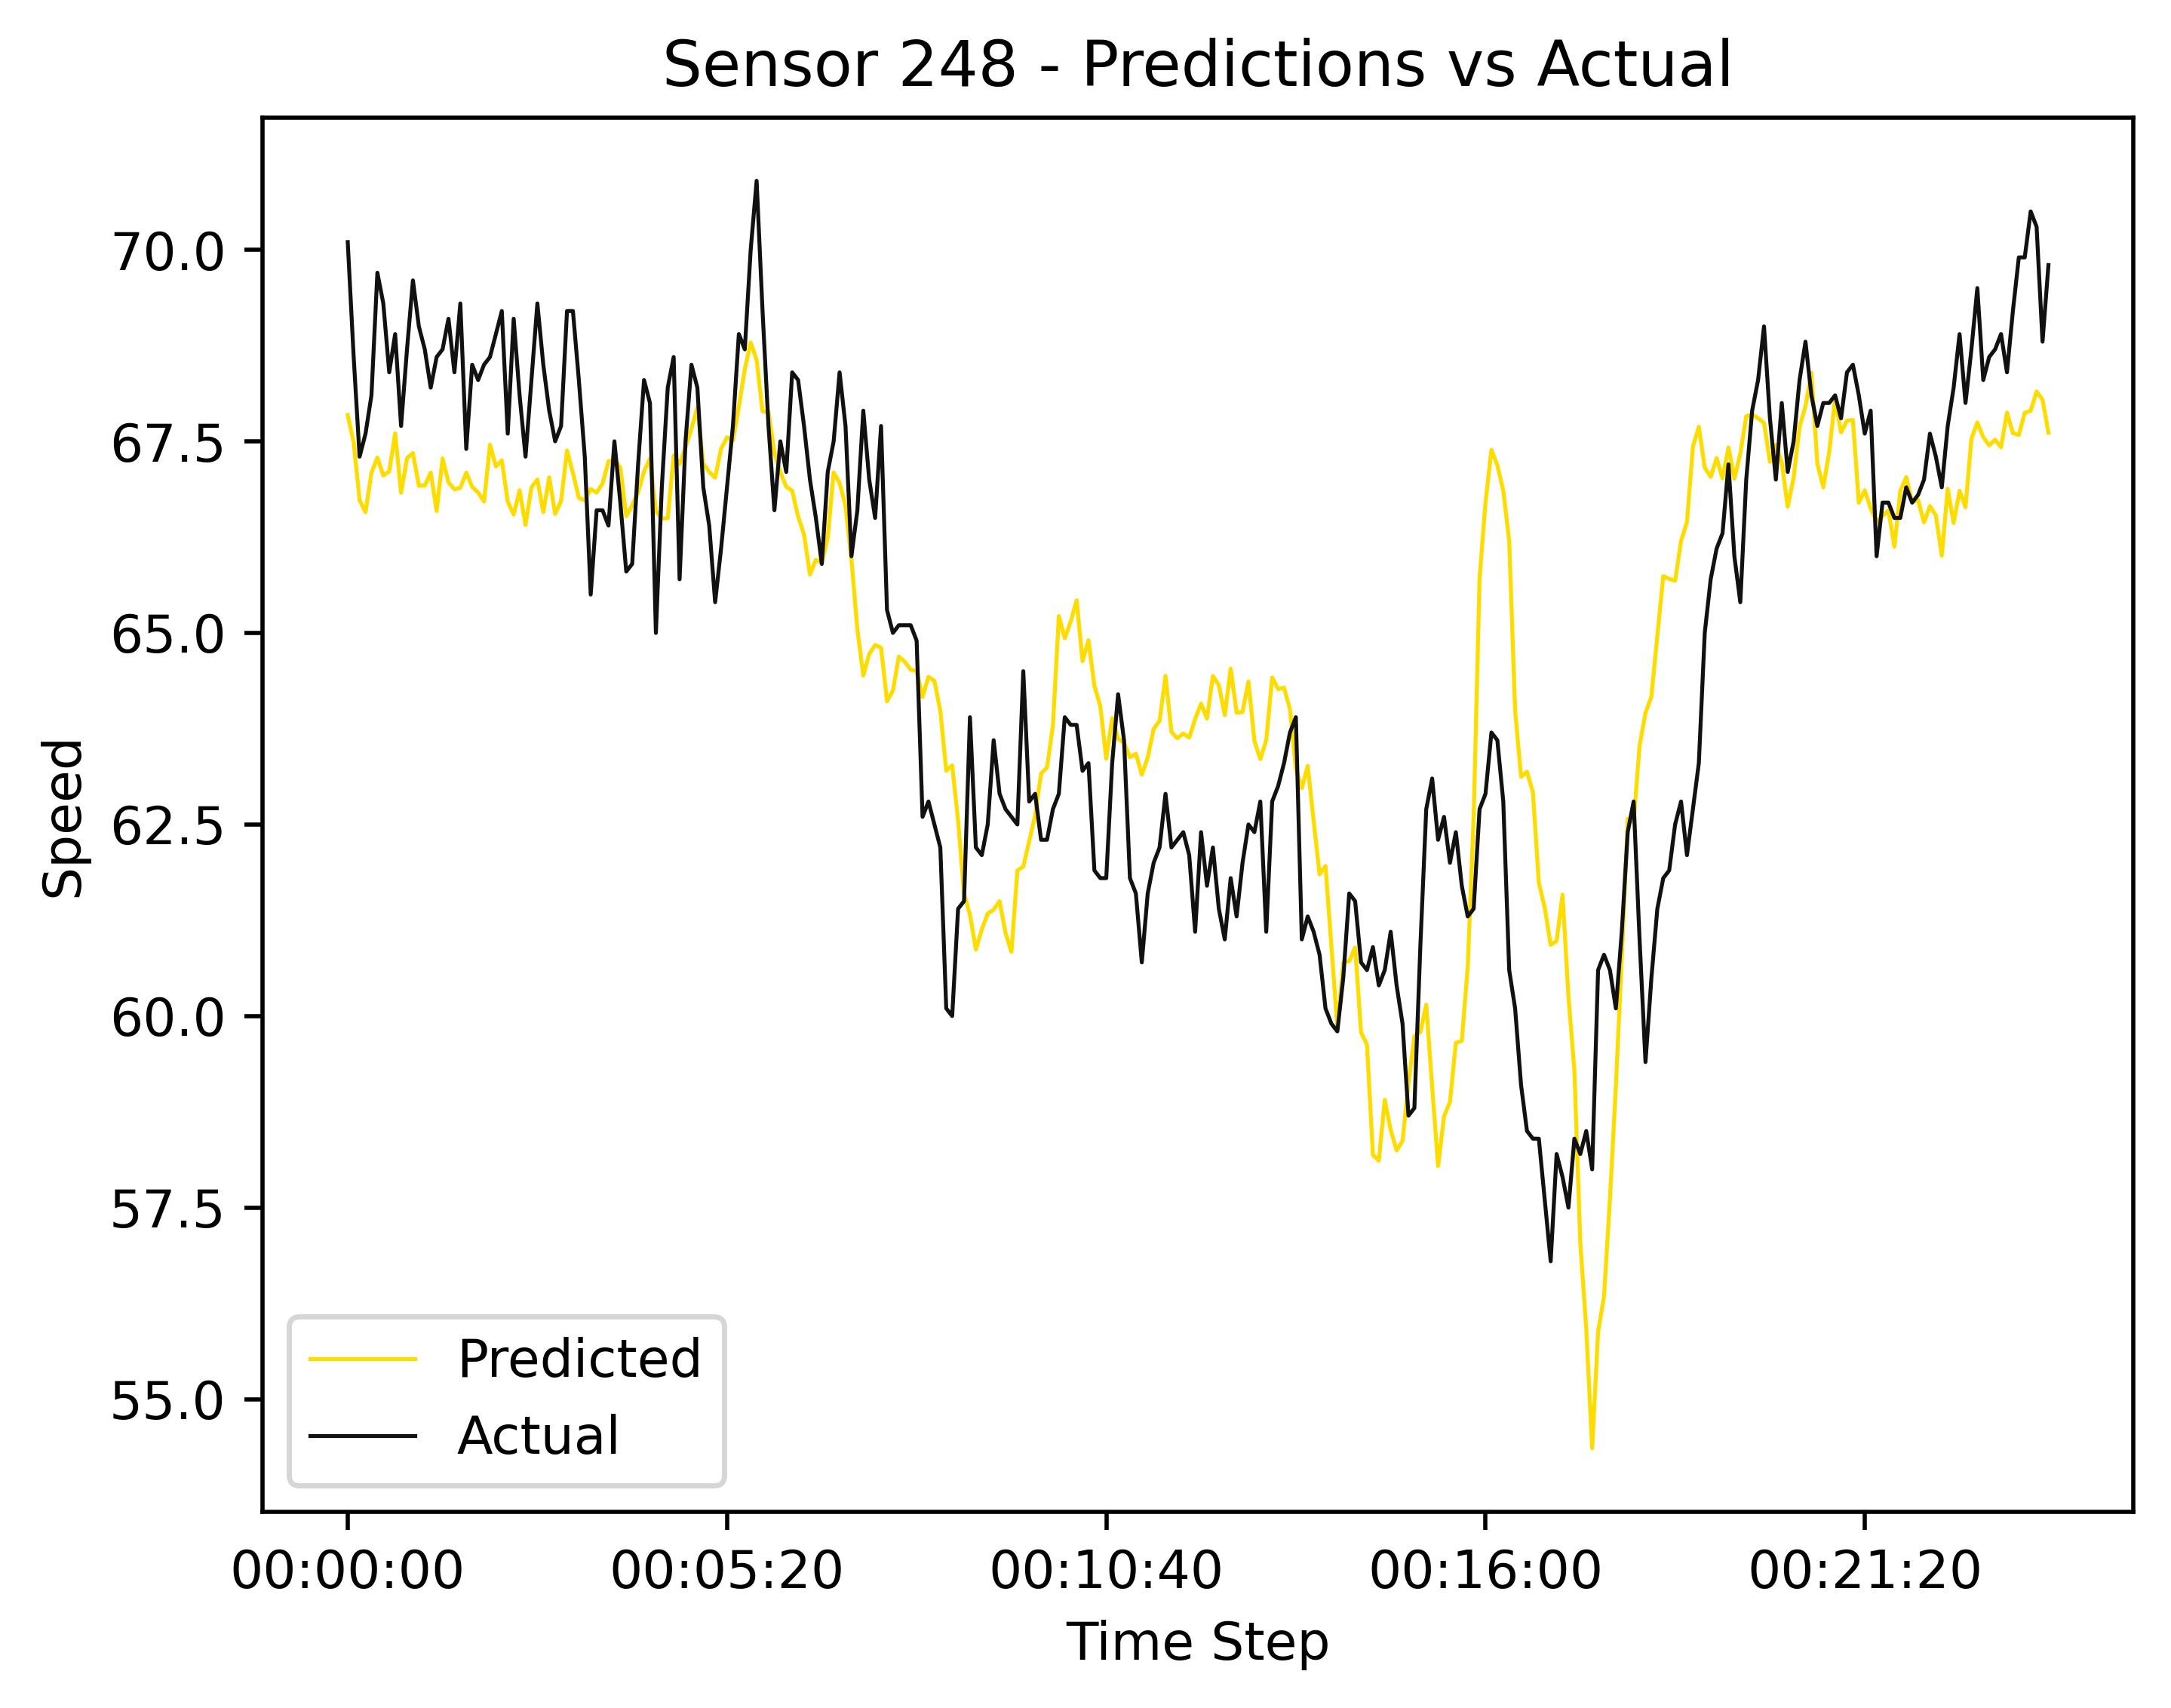 Sensor 248 - Predictions vs Actual
70.0
67.5
65.0
62.5
60.0
57.5
55.0
Speed
Predicted
Actual
00:00:00 00:05:20 00:10:40 00:16:00 00:21:20
Time Step